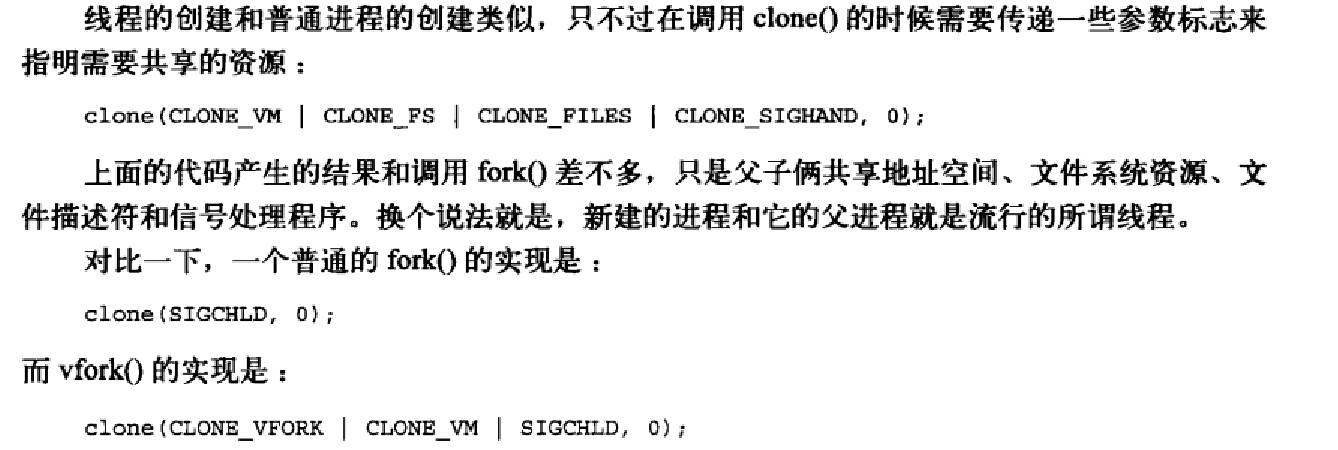 线程的创建和普通进程的创建类似，只不过在调用 clone() 的时候需要传递一些参数标志来
指明需要共享的资源：
clone(CLONE_VM | CLONE_FS | CLONE_FILES | CLONE_SIGHAND, 0);
上面的代码产生的结果和调用 fork() 差不多，只是父子俩共享地址空间、文件系统资源、文
件描述符和信号处理程序。换个说法就是，新建的进程和它的父进程就是流行的所谓线程。
对比一下，一个普通的 fork() 的实现是：
clone(SIGCHLD, 0);
而 vfork() 的实现是：
clone(CLONE_VFORK | CLONE_VM | SIGCHLD, 0);